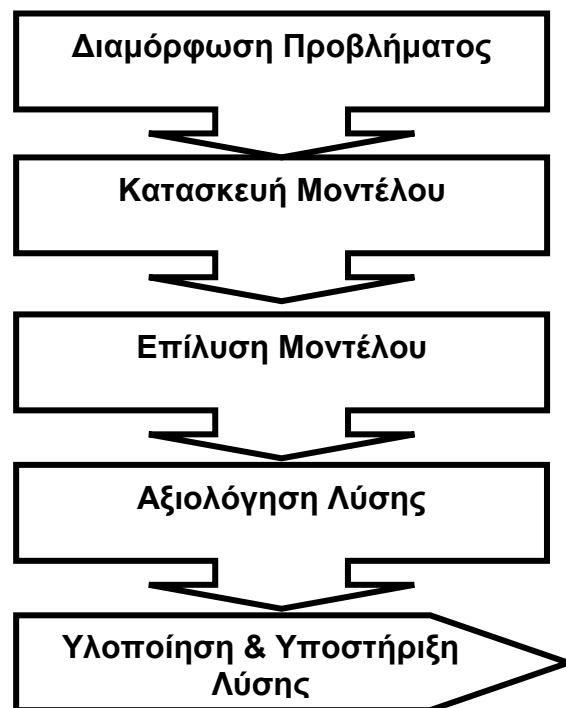 Διαμόρφωση Προβλήματος
Κατασκευή Μοντέλου
Επίλυση Μοντέλου
Αξιολόγηση Λύσης
Υλοποίηση & Υποστήριξη
Λύσης